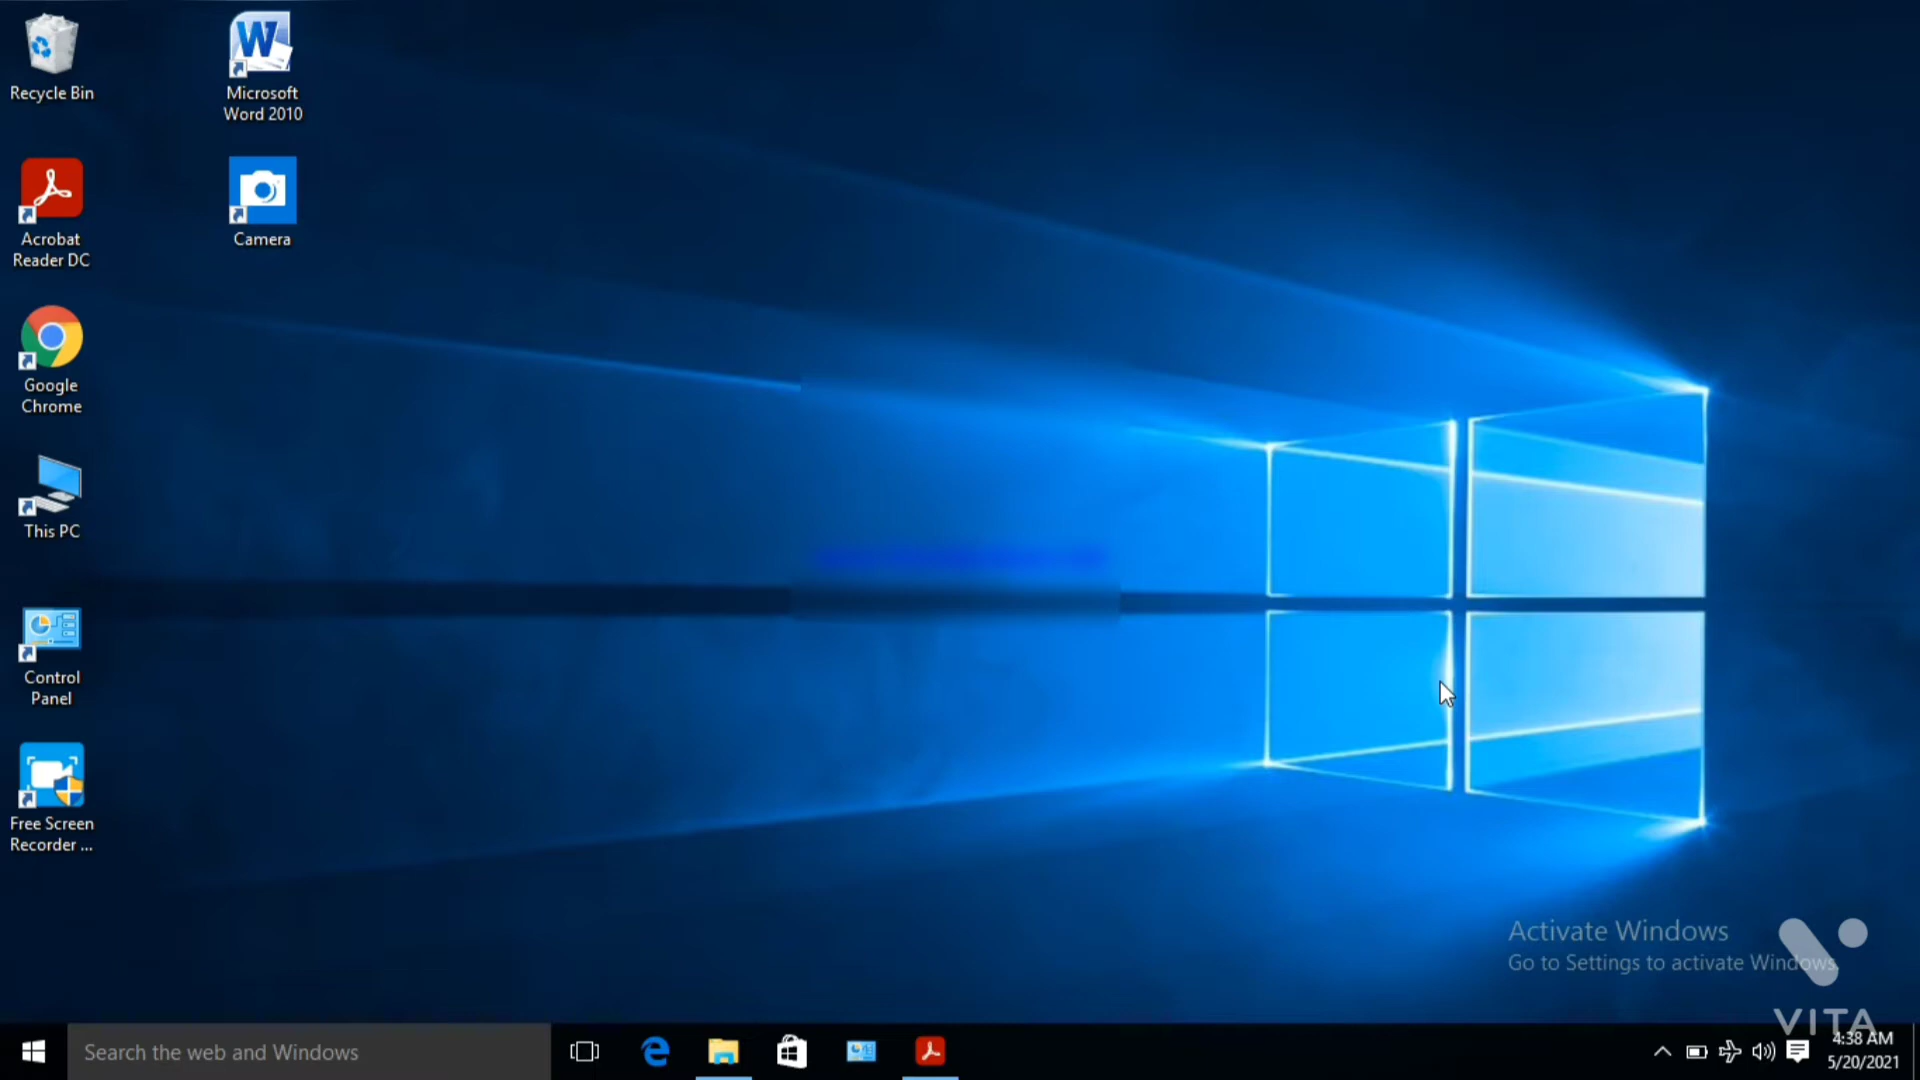 Recycle Bin
Microsoft
Word 2010
Acrobat
Reader DC
Camera
Google
Chrome
This PC
Control
Panel
Free Screen
Recorder ...
Activate Windows
Go to Settings to activate Windows.
VITA
Search the web and Windows
4:38 AM
5/20/2021